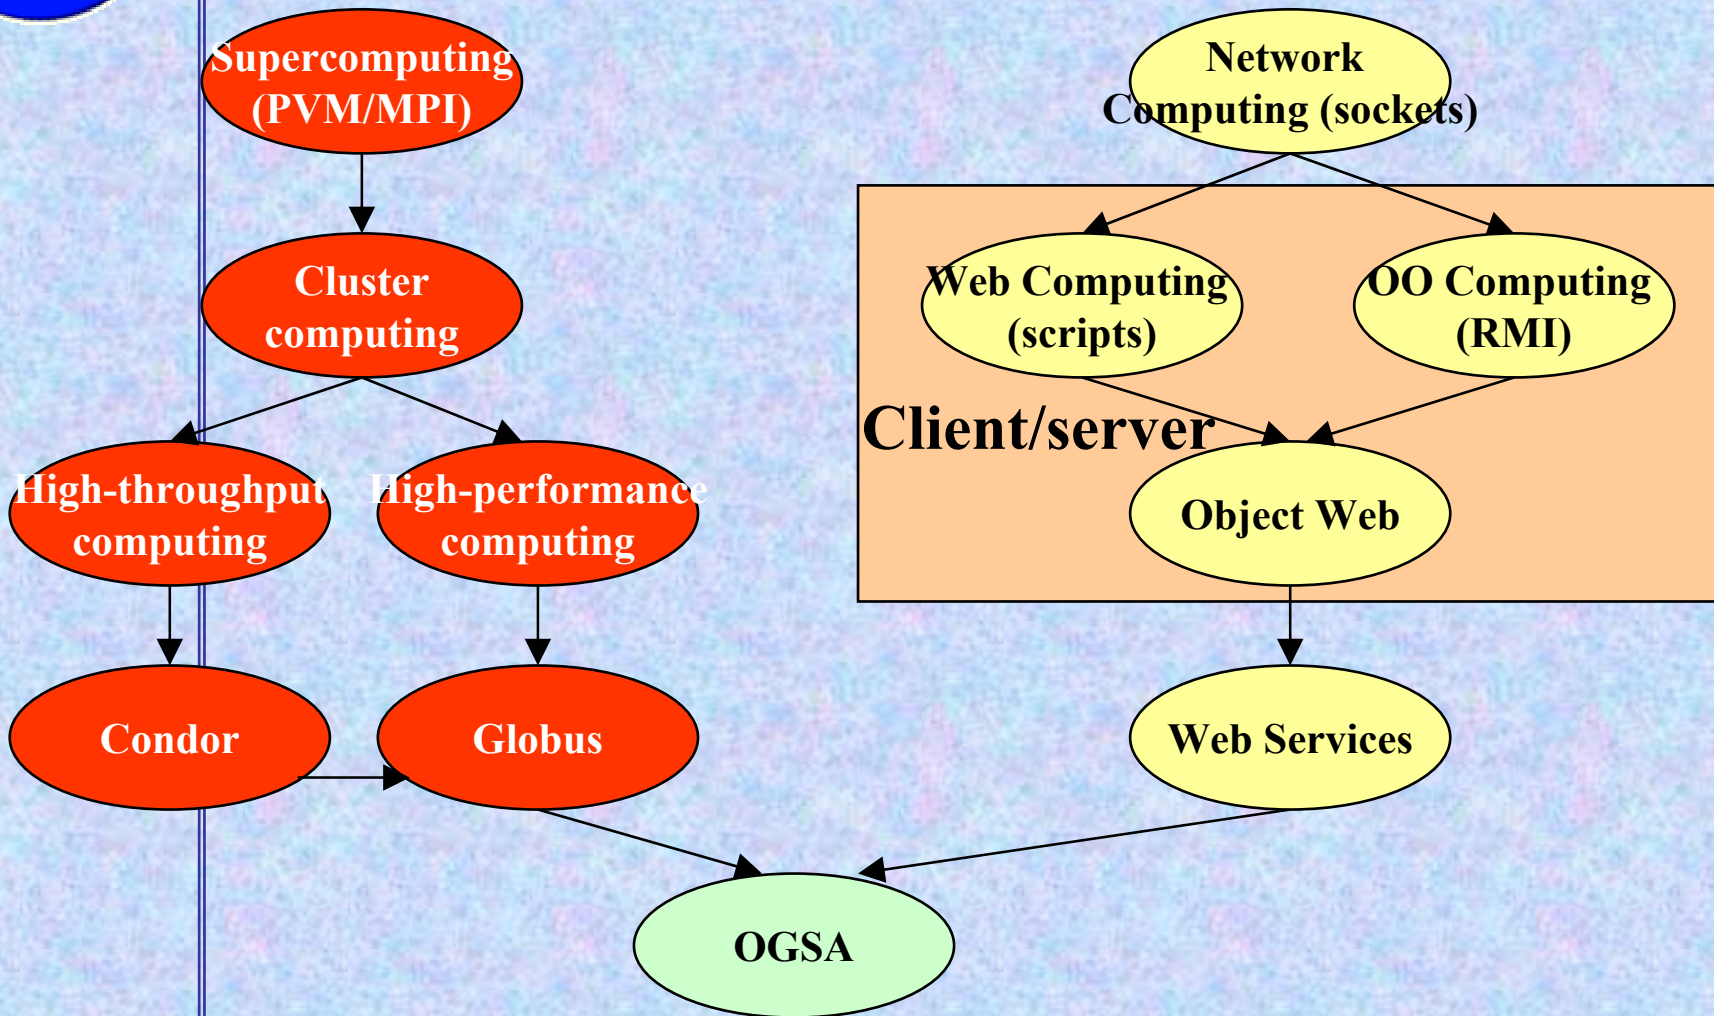 Supercomputing
(PVM/MPI)
Network
Computing (sockets)
Cluster
computing
Web Computing
(scripts)
OO Computing
(RMI)
Client/server
High-throughput
computing
High-performance
computing
Object Web
Condor
Globus
Web Services
OGSA